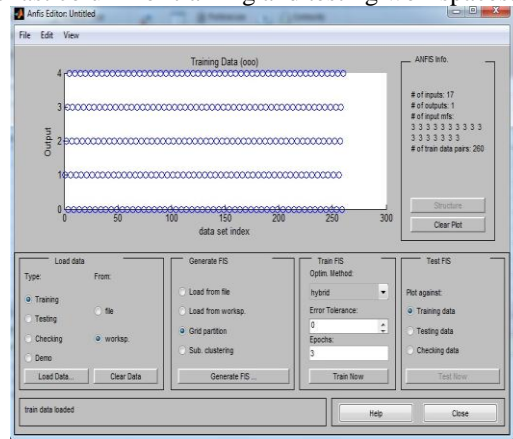 Anfis Editor: Untitled
File Edit View
Training Data (ooo)
4
3
2
1
0
Output
0 50 100 150 200 250 300
data set index
ANFIS Info.
# of inputs: 17
# of outputs: 1
# of input mfs:
3 3 3 3 3 3 3 3 3 3
3 3 3 3 3 3 3
# of train data pairs: 260
Structure
Clear Plot
Load data
Type: From:
Training
Testing
Checking
Demo
file
worksp.
Load Data... Clear Data
Generate FIS
Load from file
Load from worksp.
Grid partition
Sub. clustering
Generate FIS ...
Train FIS
Optim. Method:
hybrid
Error Tolerance:
0
Epochs:
3
Train Now
Test FIS
Plot against:
Training data
Testing data
Checking data
Test Now
train data loaded
Help Close